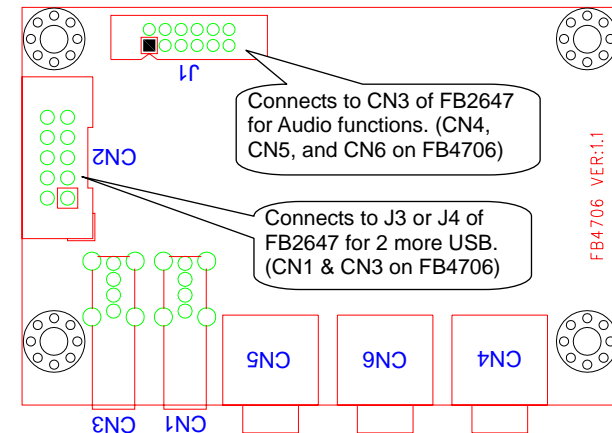 J1
Connects to CN3 of FB2647
for Audio functions. (CN4,
CN5, and CN6 on FB4706)
CN2
Connects to J3 or J4 of
FB2647 for 2 more USB.
(CN1 & CN3 on FB4706)
FB4706 VER:1.1
CN5
CN6
CN4
CN3
CN1